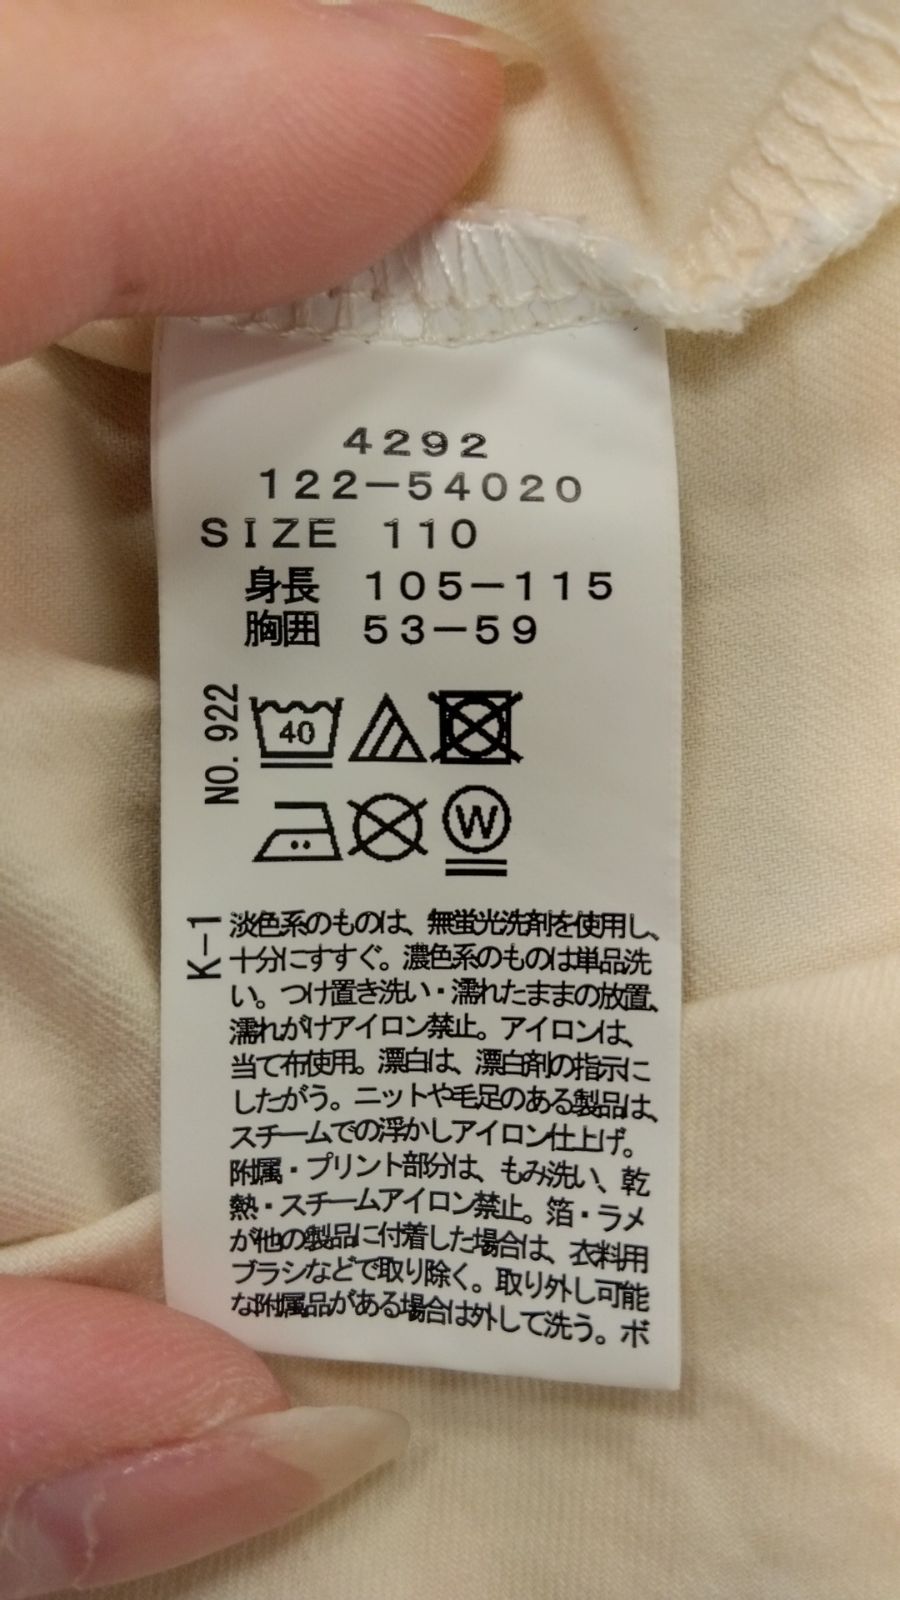 4292
122-54020
SIZE 110
身長 105-115
胸囲 53-59
NO. 922
40
W
K-1
淡色系のものは、無蛍光洗剤を使用し、
十分にすすぐ。濃色系のものは単品洗
い。つけ置き洗い・濡れたままの放置、
濡れがけアイロン禁止。アイロンは、
当て布使用。漂白は、漂白剤の指示に
したがう。ニットや毛足のある製品は、
スチームでの浮かしアイロン仕上げ。
附属・プリント部分は、もみ洗い、乾
熱・スチームアイロン禁止。箔・ラメ
が他の製品に付着した場合は、衣料用
ブラシなどで取り除く。取り外し可能
な附属品がある場合は外して洗う。ボ